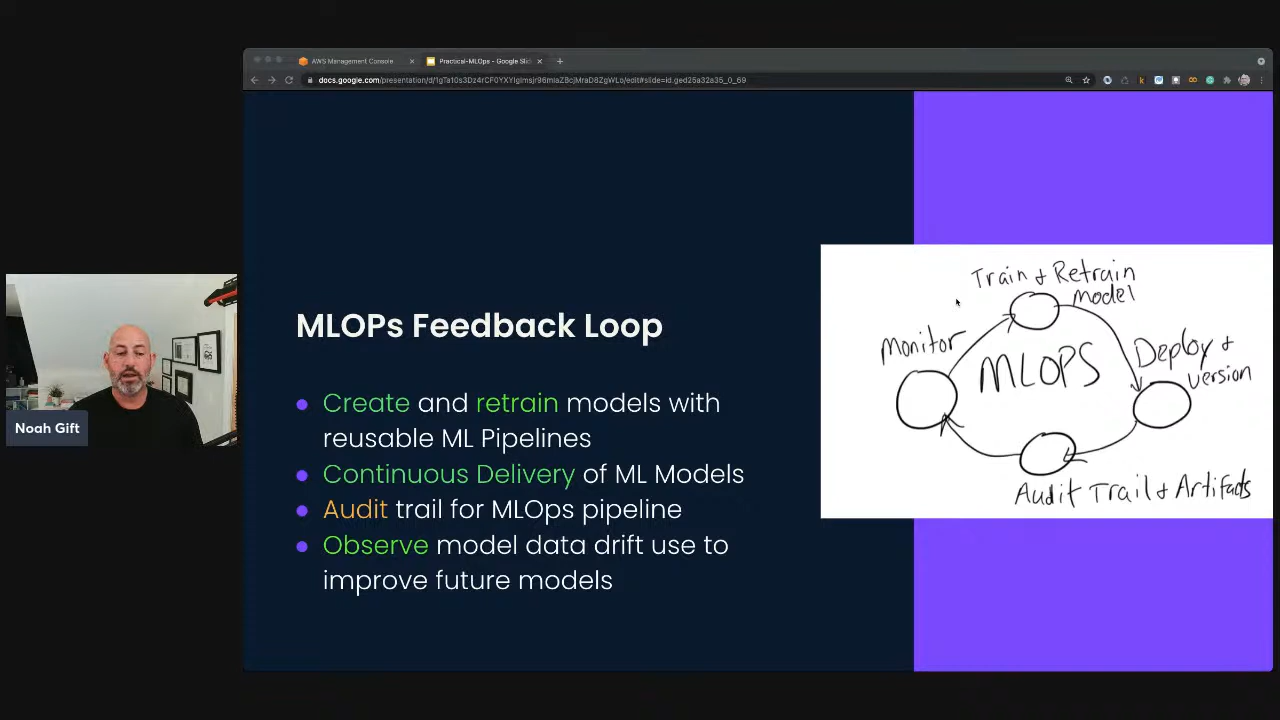 AWS Management Console
Practical-MLOps - Google Slid
Noah Gift
MLOPs Feedback Loop
Create and retrain models with
reusable ML Pipelines
Continuous Delivery of ML Models
Audit trail for MLOps pipeline
Observe model data drift use to
improve future models
Train + Retrain
model
Monitor
MLOPS
Deploy +
version
Audit Trail + Artifacts